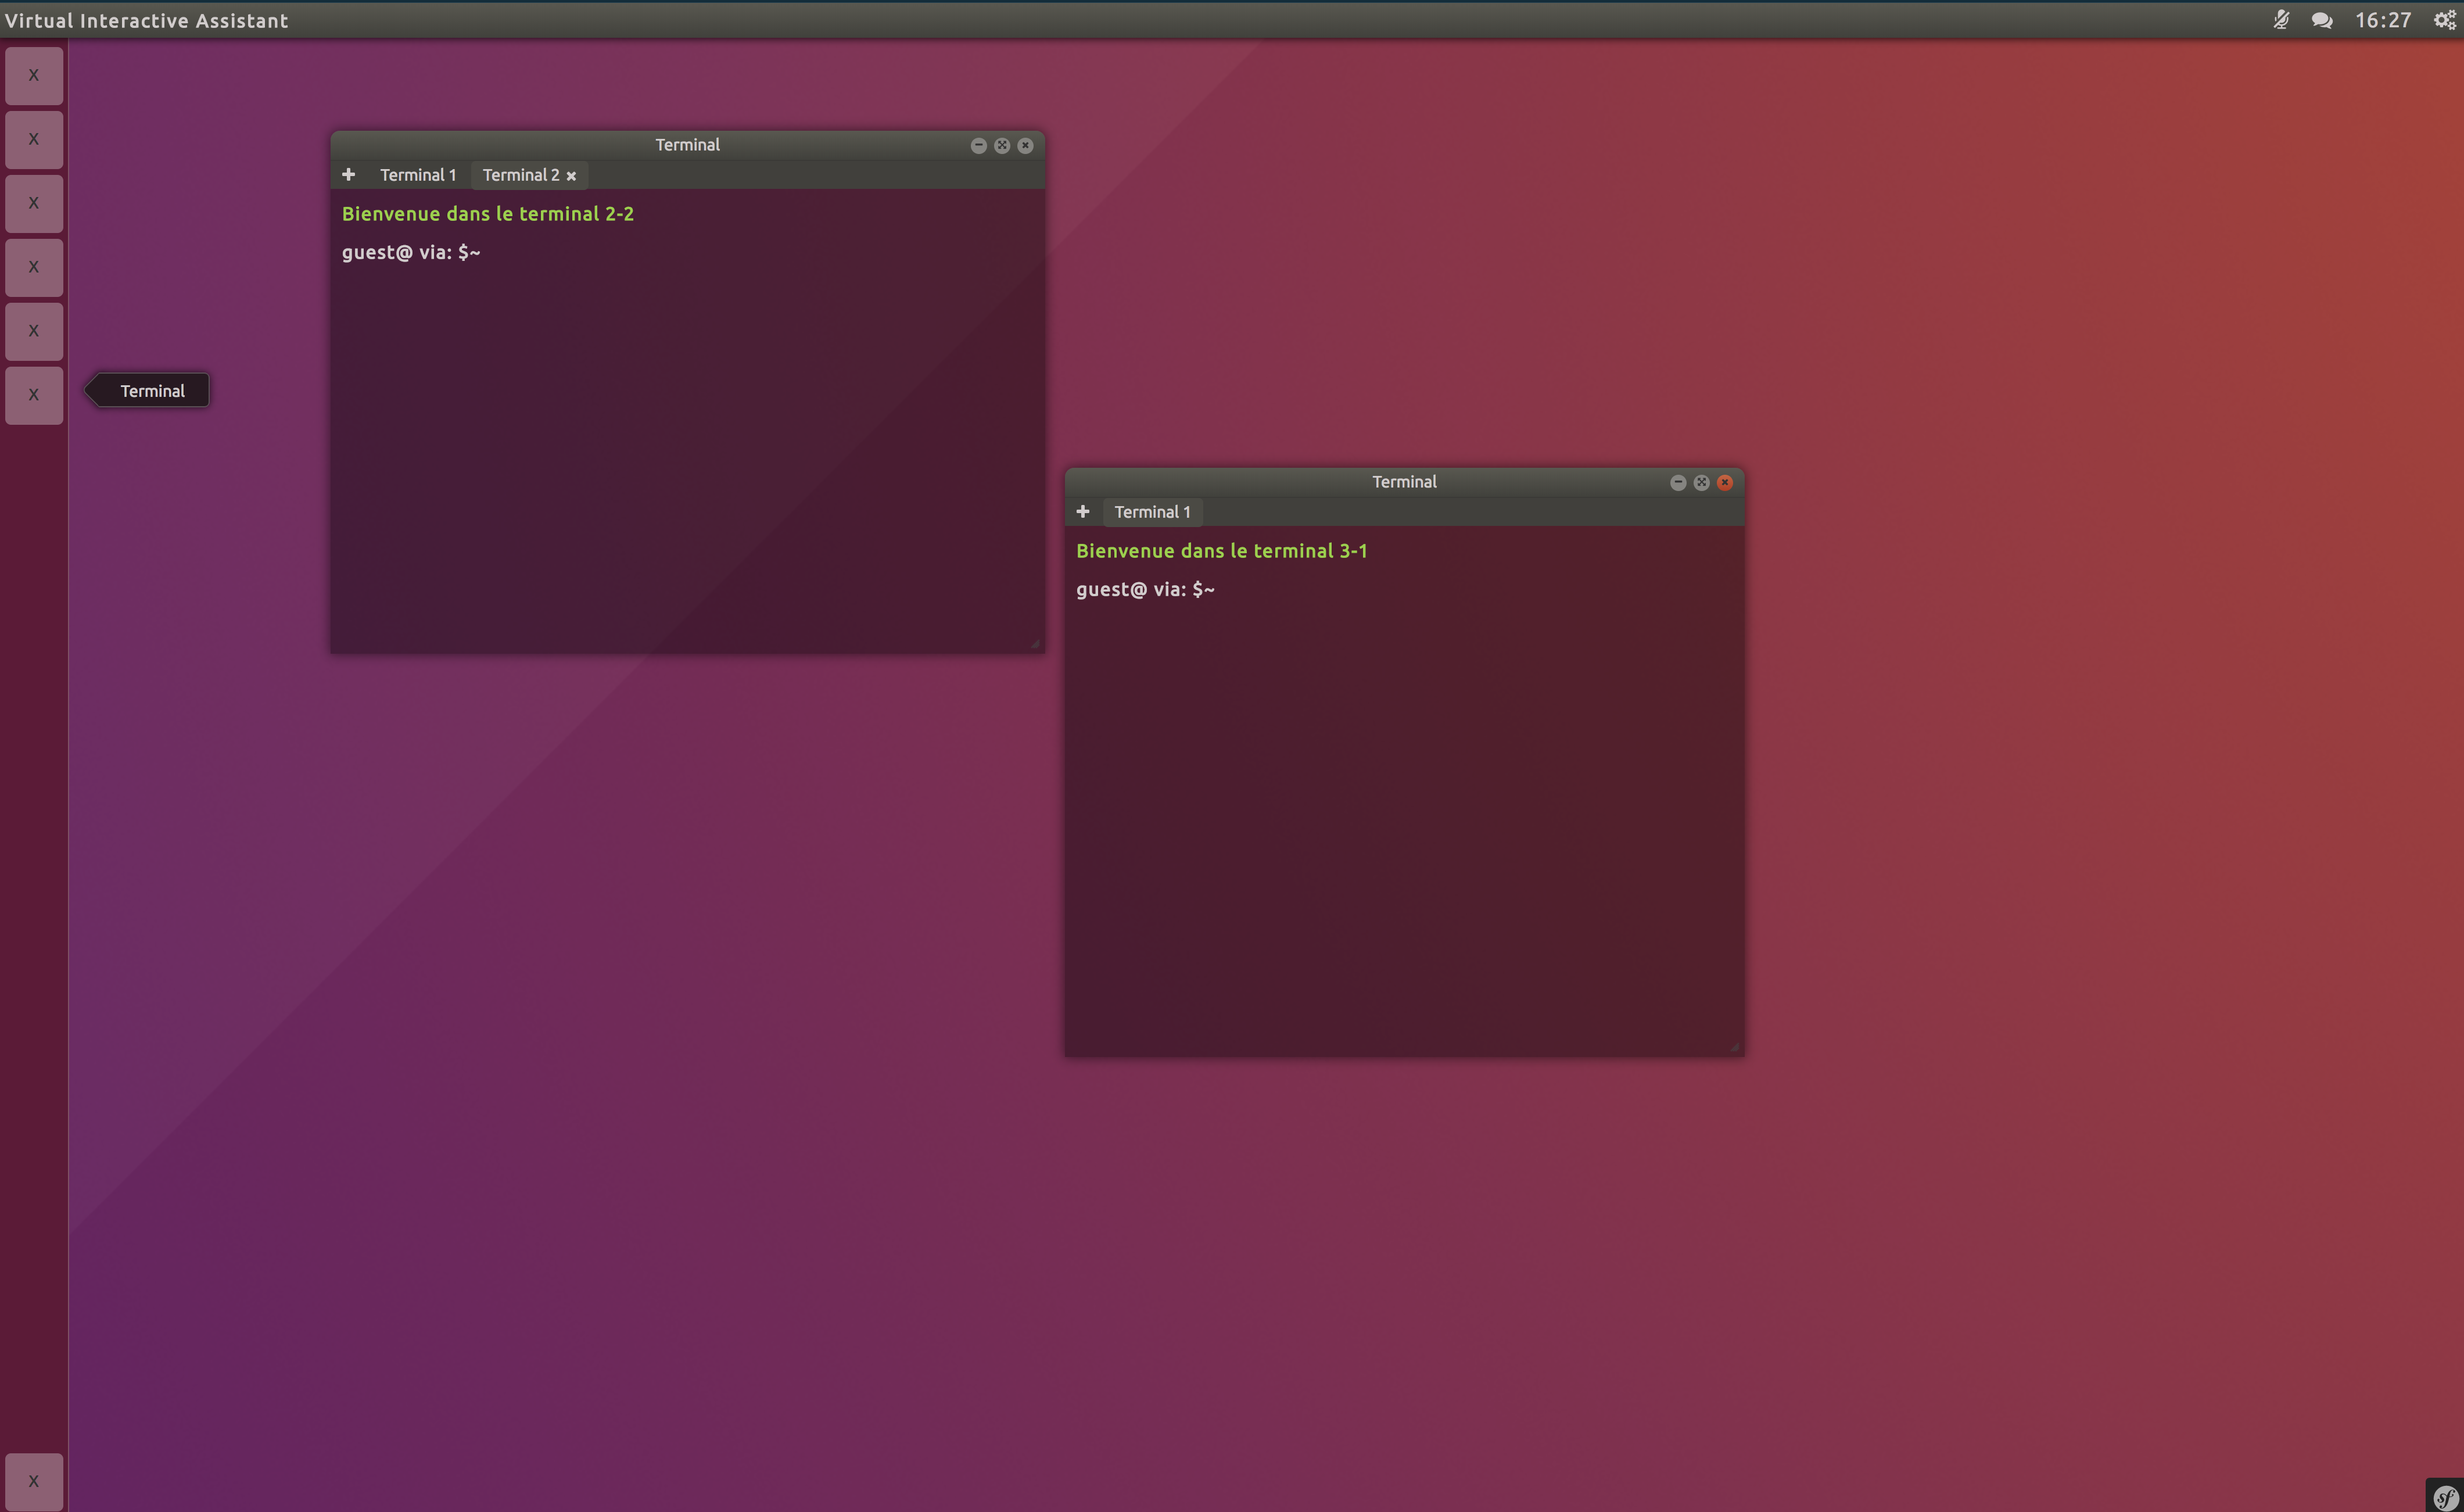 Virtual Interactive Assistant
16:27
X
X
X
X
X
X
Terminal
Terminal
Terminal 1
Terminal 2
Bienvenue dans le terminal 2-2
guest@ via: $~
Terminal
Terminal 1
Bienvenue dans le terminal 3-1
guest@ via: $~
X
sf